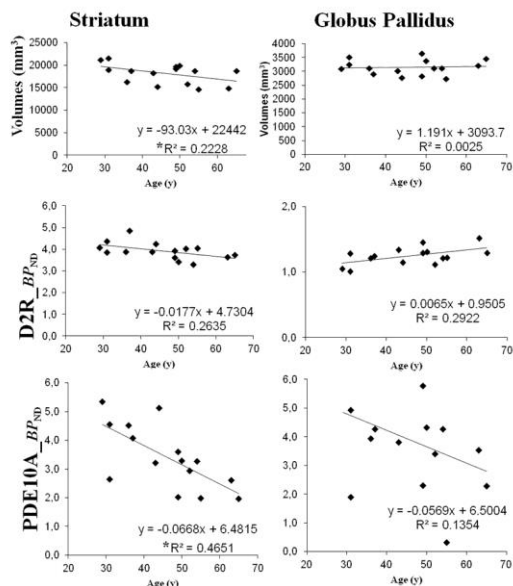 Striatum
Globus Pallidus
Volumes (mm³)
25000
20000
15000
10000
5000
0
y = -93.03x + 22442
*R² = 0.2228
20 30 40 50 60 70
Age (y)
Volumes (mm³)
4000
3500
3000
2500
2000
1500
1000
500
0
y = 1.191x + 3093.7
R² = 0.0025
20 30 40 50 60 70
Age (y)
D2R_BP_ND
6,0
5,0
4,0
3,0
2,0
1,0
0,0
y = -0.0177x + 4.7304
R² = 0.2635
20 30 40 50 60 70
Age (y)
2,0
1,0
0,0
y = 0.0065x + 0.9505
R² = 0.2922
20 30 40 50 60 70
Age (y)
PDE10A_BP_ND
6,0
5,0
4,0
3,0
2,0
1,0
0,0
y = -0.0668x + 6.4815
*R² = 0.4651
20 30 40 50 60 70
Age (y)
6,0
5,0
4,0
3,0
2,0
1,0
0,0
y = -0.0569x + 6.5004
R² = 0.1354
20 30 40 50 60 70
Age (y)